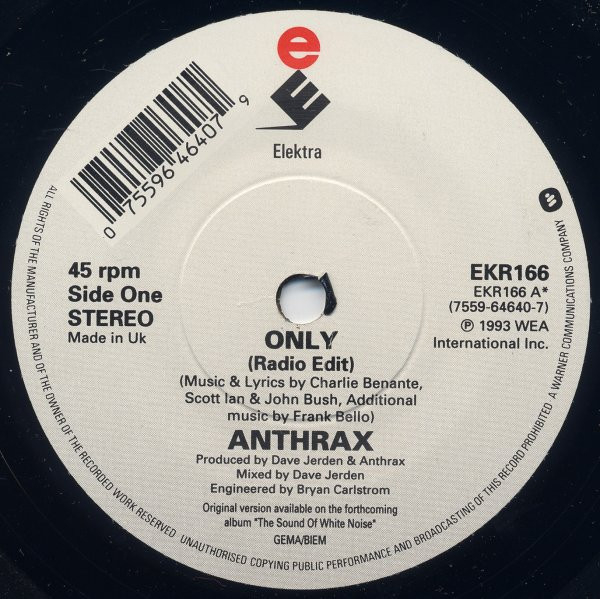 e
E
Elektra
0 75596 46407 9
45 rpm
Side One
STEREO
Made in Uk
EKR166
EKR166 A*
(7559-64640-7)
℗ 1993 WEA
International Inc.
ONLY
(Radio Edit)
(Music & Lyrics by Charlie Benante,
Scott Ian & John Bush, Additional
music by Frank Bello)
ANTHRAX
Produced by Dave Jerden & Anthrax
Mixed by Dave Jerden
Engineered by Bryan Carlstrom
Original version available on the forthcoming
album "The Sound Of White Noise"
GEMA/BIEM
ALL RIGHTS OF THE MANUFACTURER AND OF THE OWNER OF THE RECORDED WORK RESERVED UNAUTHORISED COPYING PUBLIC PERFORMANCE AND BROADCASTING OF THIS RECORD PROHIBITED A WARNER COMMUNICATIONS COMPANY